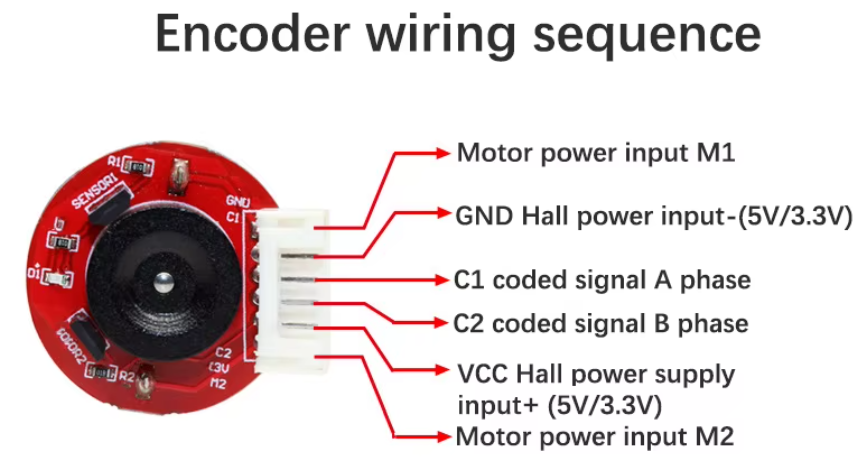 Encoder wiring sequence
Motor power input M1
GND Hall power input-(5V/3.3V)
C1 coded signal A phase
C2 coded signal B phase
VCC Hall power supply
input+ (5V/3.3V)
Motor power input M2
R1
SENSOR1
GND
C1
D1
R2
C2
M2